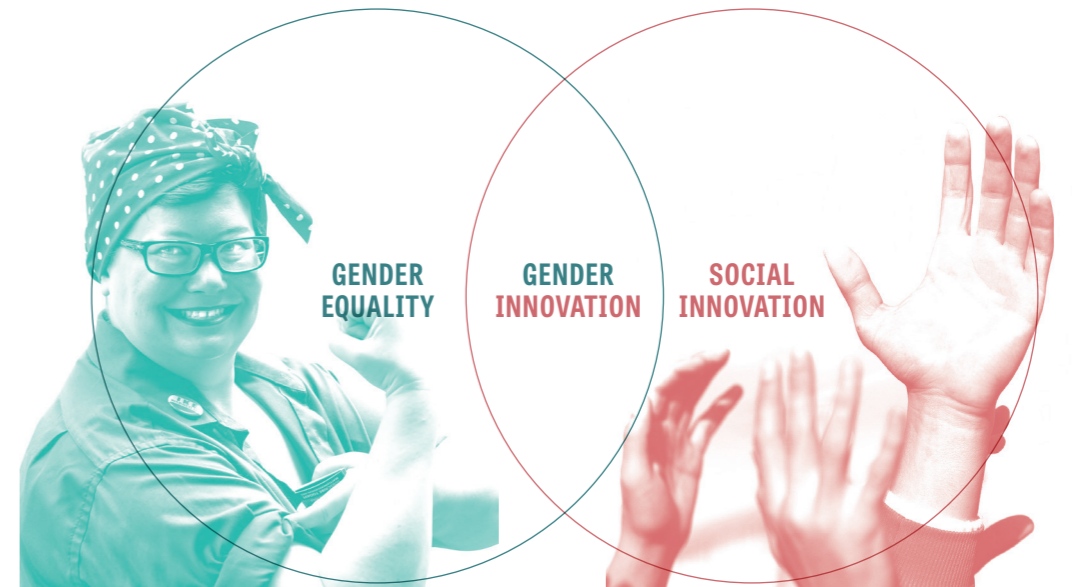 GENDER
EQUALITY
GENDER
INNOVATION
SOCIAL
INNOVATION